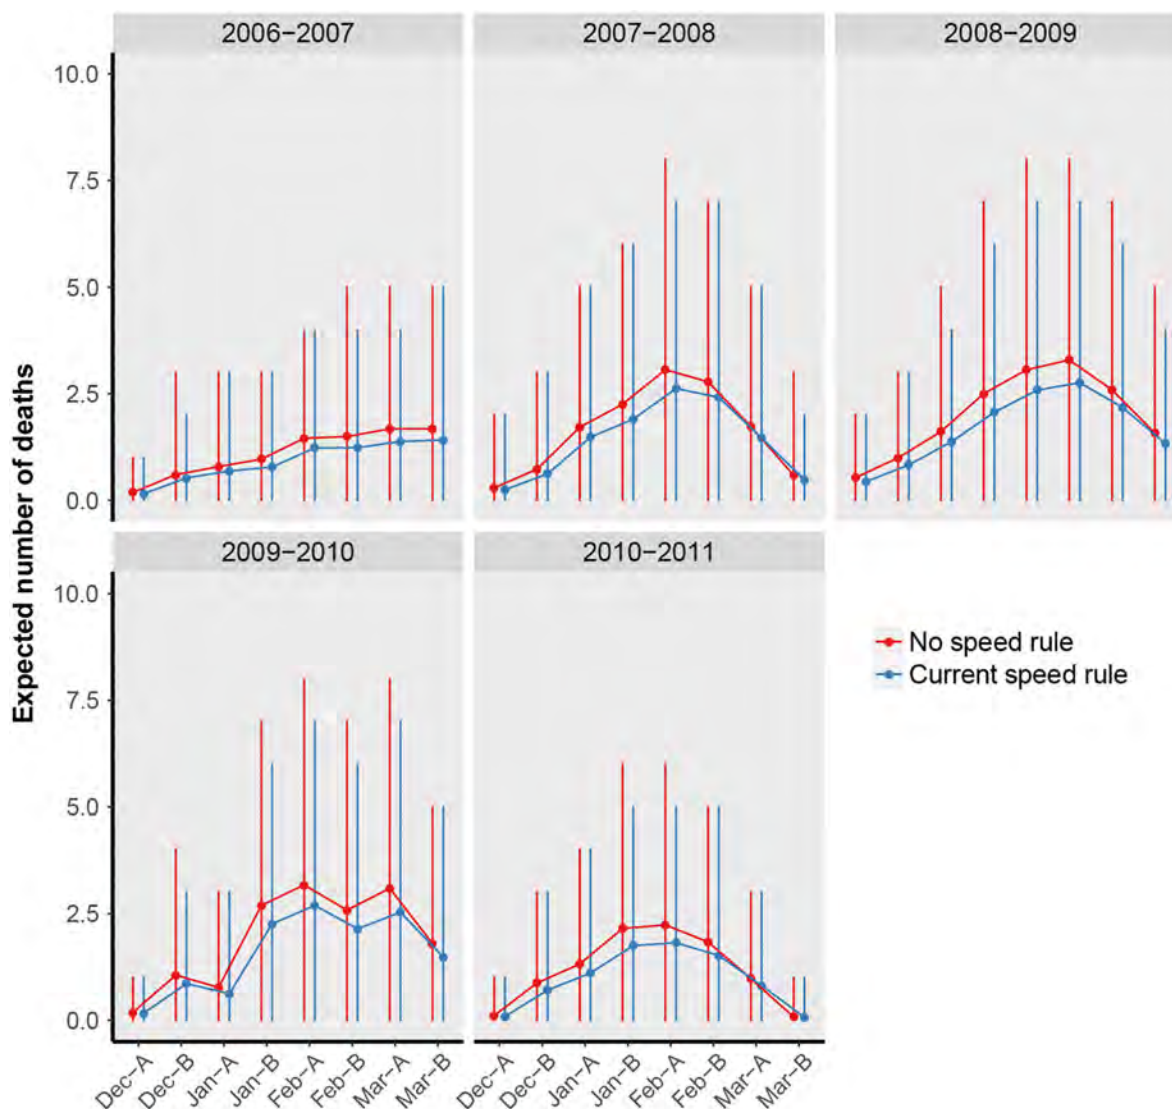 2006−2007
2007−2008
2008−2009
10.0
7.5
5.0
2.5
0.0
Expected number of deaths
2009−2010
2010−2011
10.0
7.5
5.0
2.5
0.0
No speed rule
Current speed rule
Dec−A
Dec−B
Jan−A
Jan−B
Feb−A
Feb−B
Mar−A
Mar−B
Dec−A
Dec−B
Jan−A
Jan−B
Feb−A
Feb−B
Mar−A
Mar−B